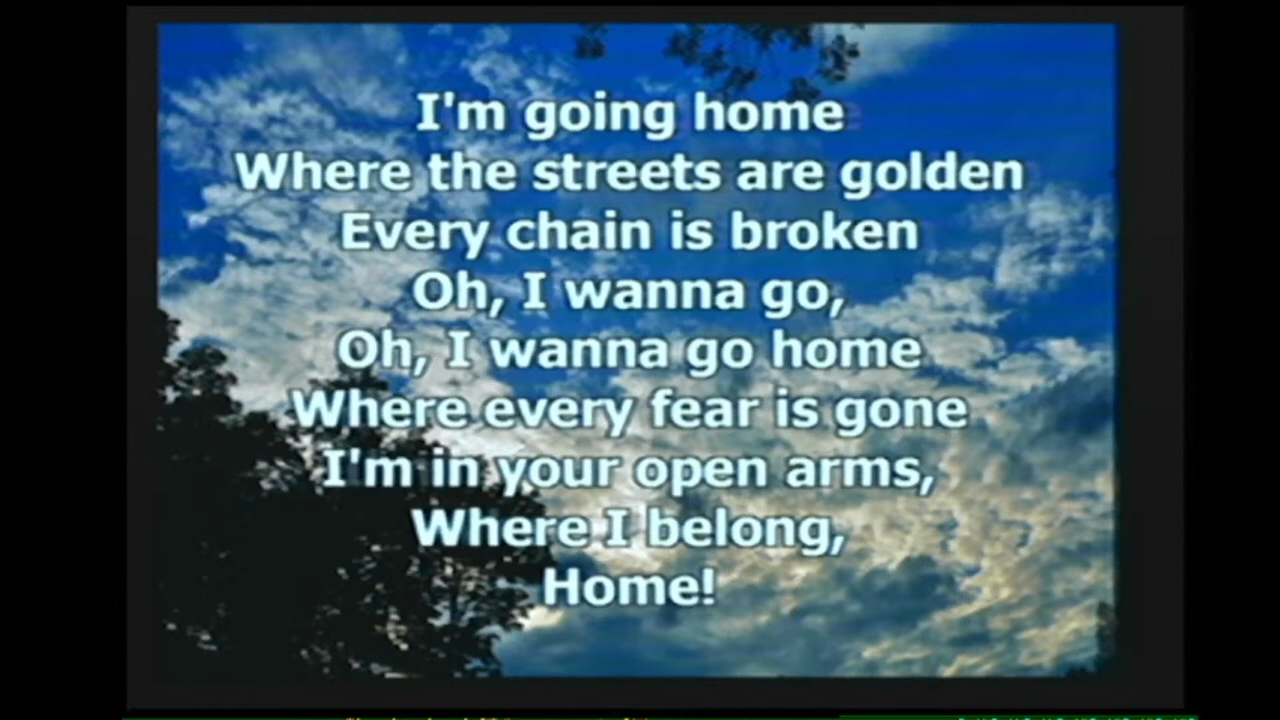 I'm going home
Where the streets are golden
Every chain is broken
Oh, I wanna go,
Oh, I wanna go home
Where every fear is gone
I'm in your open arms,
Where I belong,
Home!